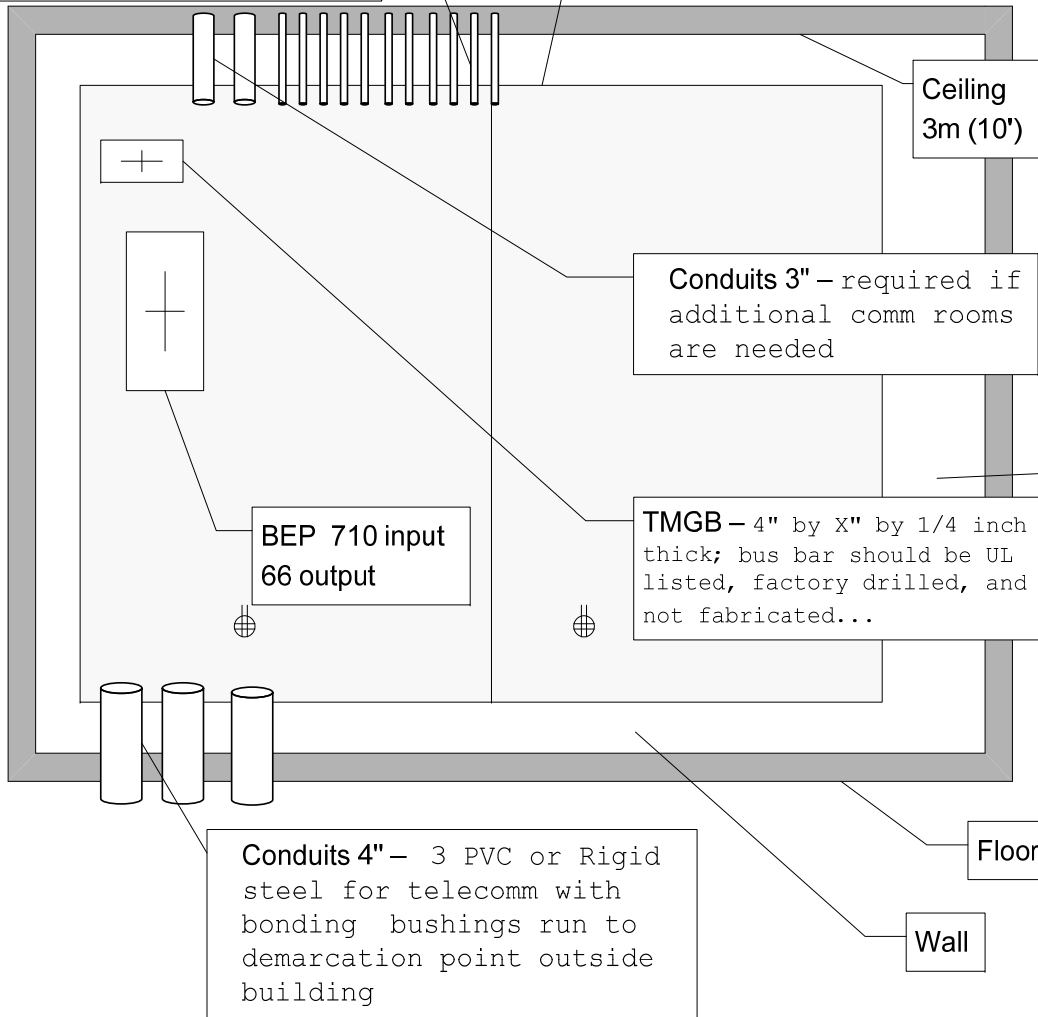 Ceiling
3m (10')
Conduits 3" – required if
additional comm rooms
are needed
TMGB – 4" by X" by 1/4 inch
thick; bus bar should be UL
listed, factory drilled, and
not fabricated...
BEP 710 input
66 output
Conduits 4" – 3 PVC or Rigid
steel for telecomm with
bonding bushings run to
demarcation point outside
building
Floor
Wall